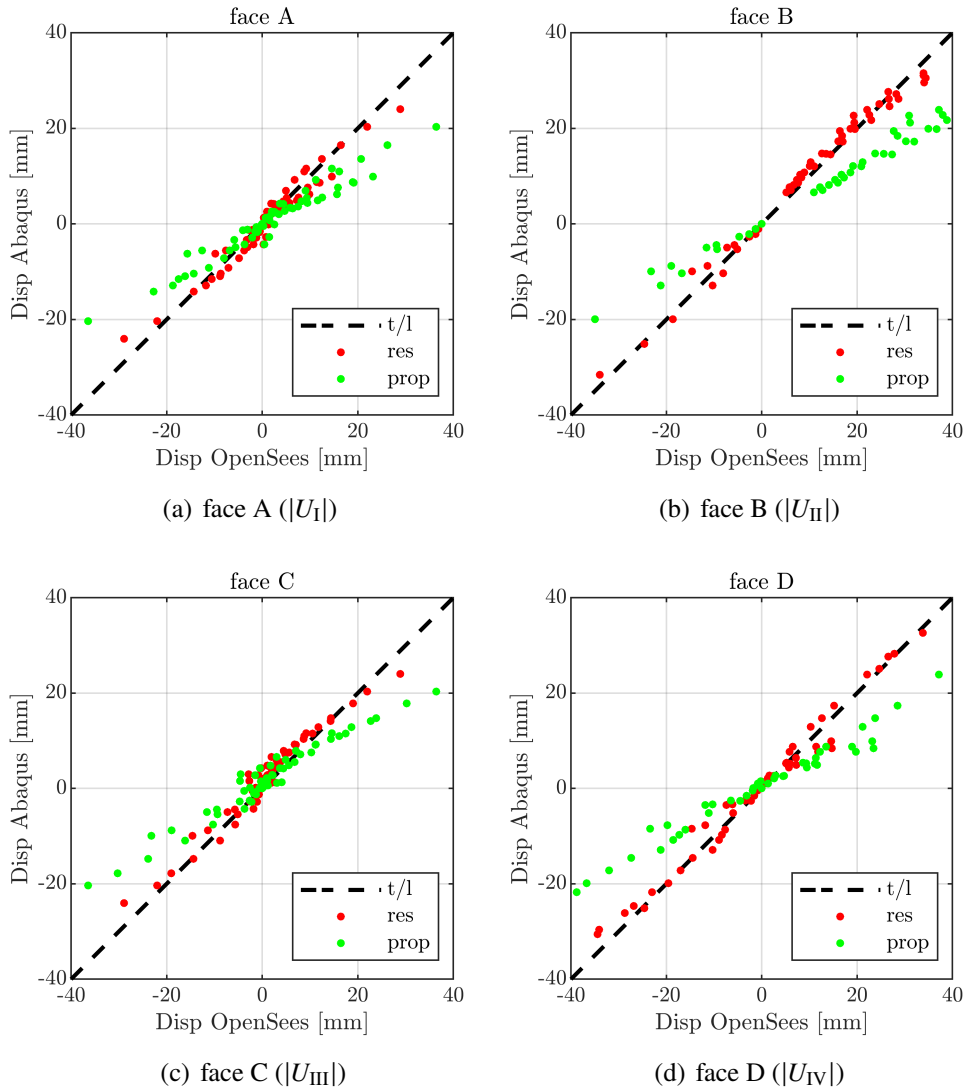 face A
40
20
0
-20
-40
-40 -20 0 20 40
Disp Abaqus [mm]
Disp OpenSees [mm]
t/l
res
prop
(a) face A (|U_I|)
face B
40
20
0
-20
-40
-40 -20 0 20 40
Disp Abaqus [mm]
Disp OpenSees [mm]
t/l
res
prop
(b) face B (|U_II|)
face C
40
20
0
-20
-40
-40 -20 0 20 40
Disp Abaqus [mm]
Disp OpenSees [mm]
t/l
res
prop
(c) face C (|U_III|)
face D
40
20
0
-20
-40
-40 -20 0 20 40
Disp Abaqus [mm]
Disp OpenSees [mm]
t/l
res
prop
(d) face D (|U_IV|)